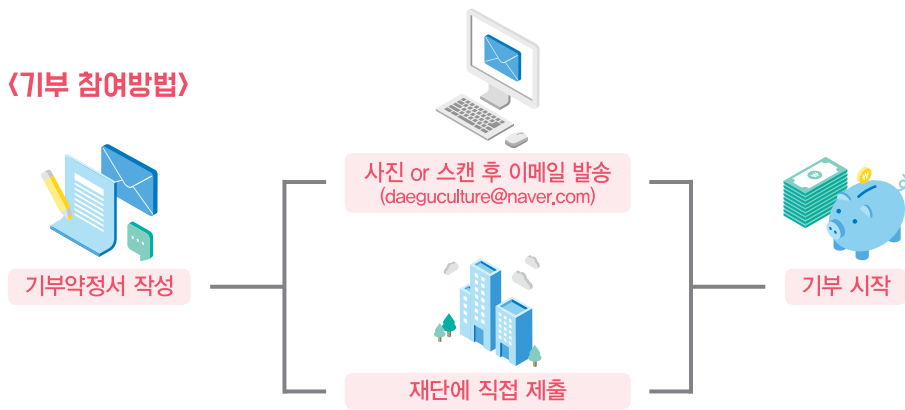 <기부 참여방법>
사진 or 스캔 후 이메일 발송
(daeguculture@naver.com)
기부약정서 작성
기부 시작
재단에 직접 제출